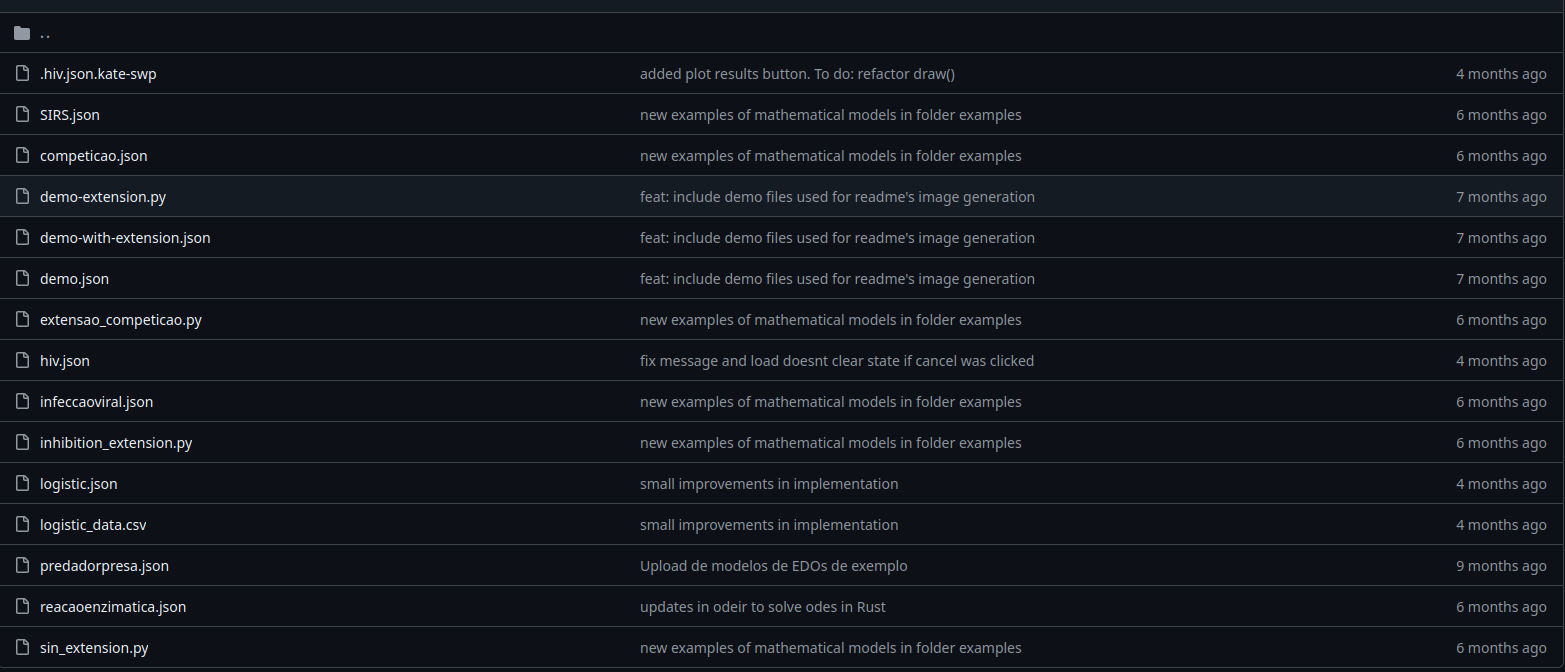 ..
.hiv.json.kate-swp added plot results button. To do: refactor draw() 4 months ago
SIRS.json new examples of mathematical models in folder examples 6 months ago
competicao.json new examples of mathematical models in folder examples 6 months ago
demo-extension.py feat: include demo files used for readme's image generation 7 months ago
demo-with-extension.json feat: include demo files used for readme's image generation 7 months ago
demo.json feat: include demo files used for readme's image generation 7 months ago
extensao_competicao.py new examples of mathematical models in folder examples 6 months ago
hiv.json fix message and load doesnt clear state if cancel was clicked 4 months ago
infeccaoviral.json new examples of mathematical models in folder examples 6 months ago
inhibition_extension.py new examples of mathematical models in folder examples 6 months ago
logistic.json small improvements in implementation 4 months ago
logistic_data.csv small improvements in implementation 4 months ago
predadorpresa.json Upload de modelos de EDOs de exemplo 9 months ago
reacaoenzimatica.json updates in odeir to solve odes in Rust 6 months ago
sin_extension.py new examples of mathematical models in folder examples 6 months ago